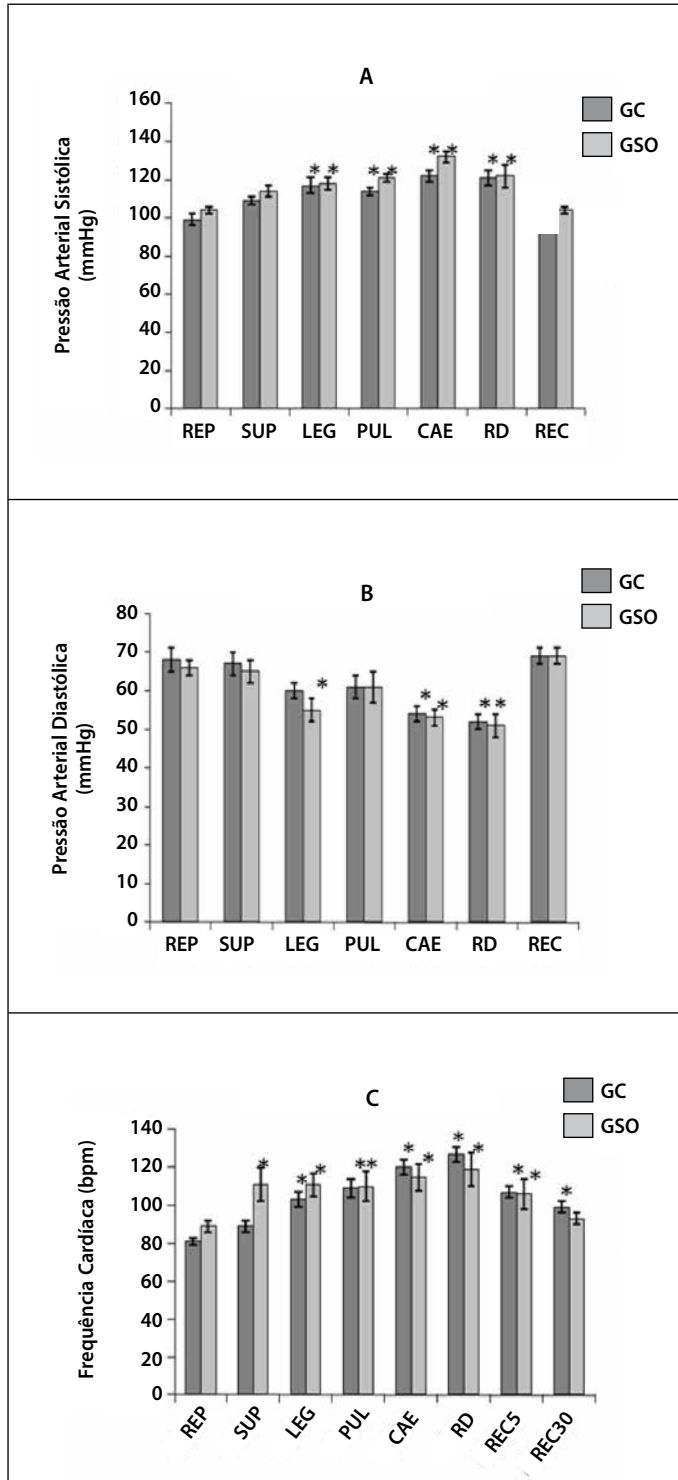 A
GC
GSO
Pressão Arterial Sistólica
(mmHg)
160
140
120
100
80
60
40
20
0
* * * * * * * *
REP SUP LEG PUL CAE RD REC
B
GC
GSO
Pressão Arterial Diastólica
(mmHg)
80
70
60
50
40
30
20
10
0
* * * * *
REP SUP LEG PUL CAE RD REC
C
GC
GSO
Frequência Cardíaca (bpm)
140
120
100
80
60
40
20
0
* * * * * * * * * * * *
REP SUP LEG PUL CAE RD REC5 REC30